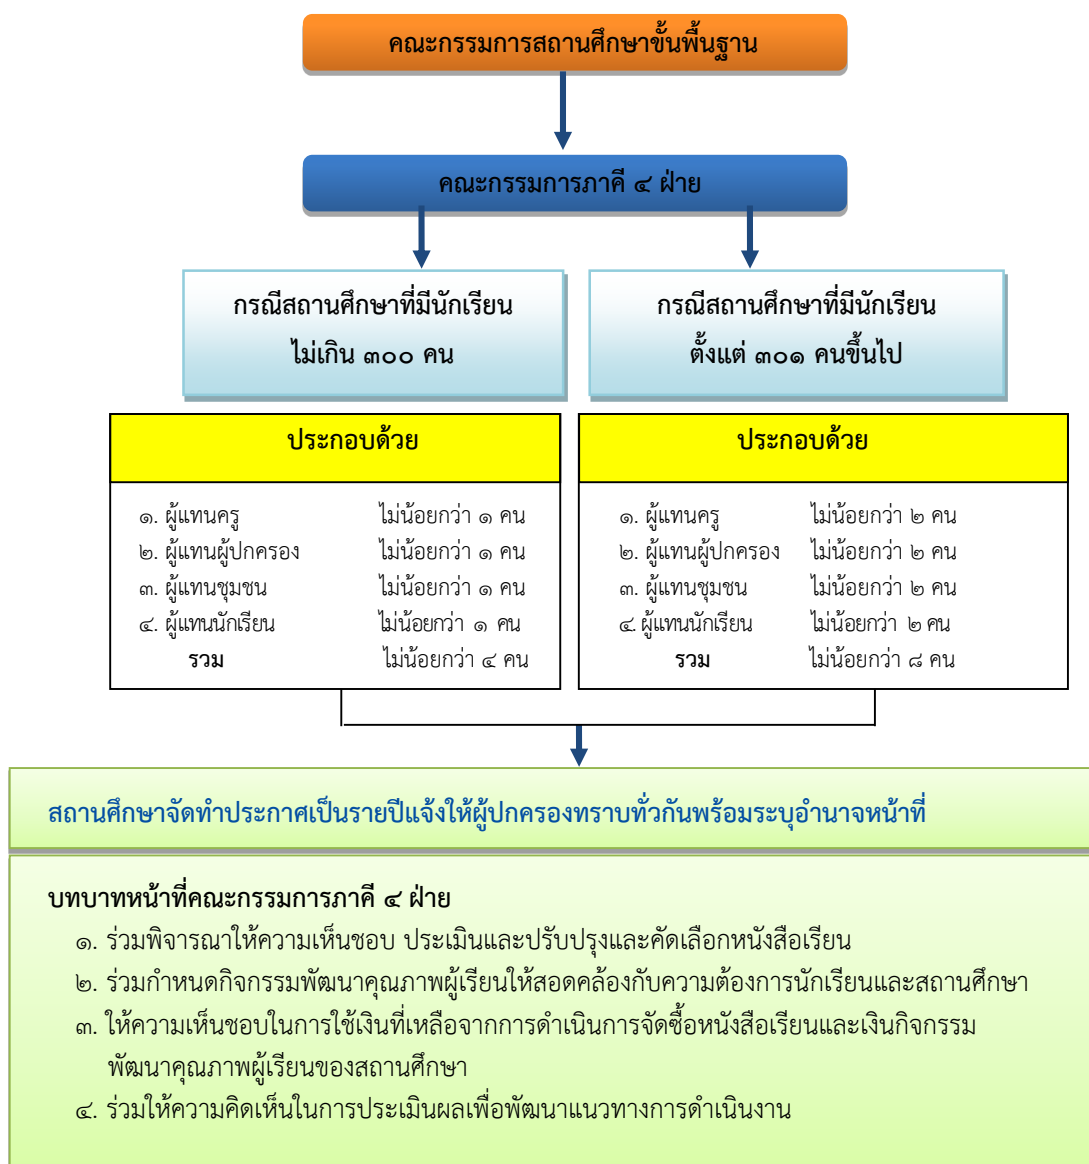 คณะกรรมการสถานศึกษาขั้นพื้นฐาน
คณะกรรมการภาคี ๔ ฝ่าย
กรณีสถานศึกษาที่มีนักเรียน
ไม่เกิน ๓๐๐ คน
กรณีสถานศึกษาที่มีนักเรียน
ตั้งแต่ ๓๐๑ คนขึ้นไป
ประกอบด้วย
๑. ผู้แทนครู ไม่น้อยกว่า ๑ คน
๒. ผู้แทนผู้ปกครอง ไม่น้อยกว่า ๑ คน
๓. ผู้แทนชุมชน ไม่น้อยกว่า ๑ คน
๔. ผู้แทนนักเรียน ไม่น้อยกว่า ๑ คน
รวม ไม่น้อยกว่า ๔ คน
ประกอบด้วย
๑. ผู้แทนครู ไม่น้อยกว่า ๒ คน
๒. ผู้แทนผู้ปกครอง ไม่น้อยกว่า ๒ คน
๓. ผู้แทนชุมชน ไม่น้อยกว่า ๒ คน
๔. ผู้แทนนักเรียน ไม่น้อยกว่า ๒ คน
รวม ไม่น้อยกว่า ๘ คน
สถานศึกษาจัดทำประกาศเป็นรายปีแจ้งให้ผู้ปกครองทราบทั่วกันพร้อมระบุอำนาจหน้าที่
บทบาทหน้าที่คณะกรรมการภาคี ๔ ฝ่าย
๑. ร่วมพิจารณาให้ความเห็นชอบ ประเมินและปรับปรุงและคัดเลือกหนังสือเรียน
๒. ร่วมกำหนดกิจกรรมพัฒนาคุณภาพผู้เรียนให้สอดคล้องกับความต้องการนักเรียนและสถานศึกษา
๓. ให้ความเห็นชอบในการใช้เงินที่เหลือจากการดำเนินการจัดซื้อหนังสือเรียนและเงินกิจกรรม
พัฒนาคุณภาพผู้เรียนของสถานศึกษา
๔. ร่วมให้ความคิดเห็นในการประเมินผลเพื่อพัฒนาแนวทางการดำเนินงาน